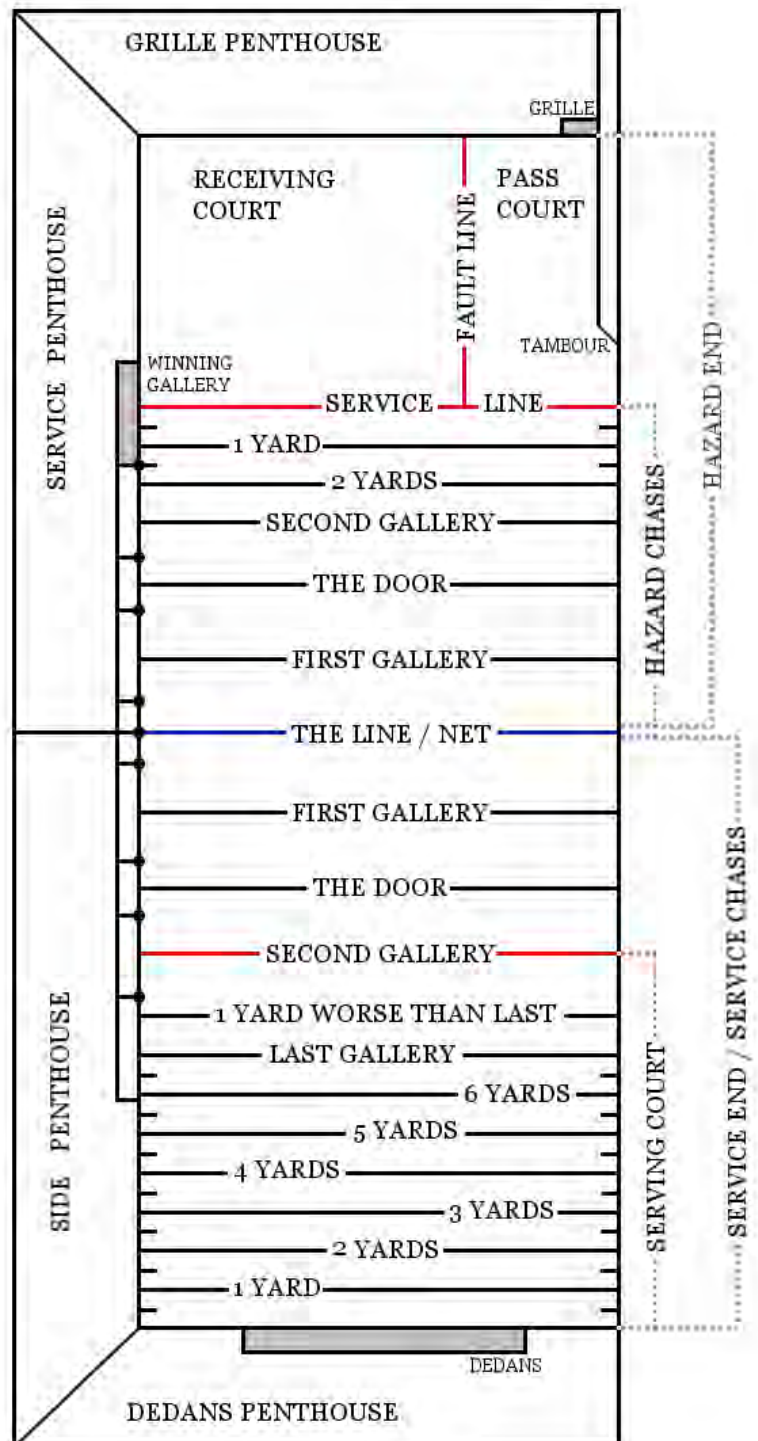 GRILLE PENTHOUSE
GRILLE
RECEIVING
COURT
PASS
COURT
FAULT LINE
SERVICE PENTHOUSE
TAMBOUR
HAZARD END
WINNING
GALLERY
SERVICE LINE
1 YARD
2 YARDS
SECOND GALLERY
HAZARD CHASES
THE DOOR
FIRST GALLERY
THE LINE / NET
FIRST GALLERY
THE DOOR
SECOND GALLERY
SERVICE END / SERVICE CHASES
1 YARD WORSE THAN LAST
LAST GALLERY
SIDE PENTHOUSE
6 YARDS
SERVING COURT
5 YARDS
4 YARDS
3 YARDS
2 YARDS
1 YARD
DEDANS
DEDANS PENTHOUSE